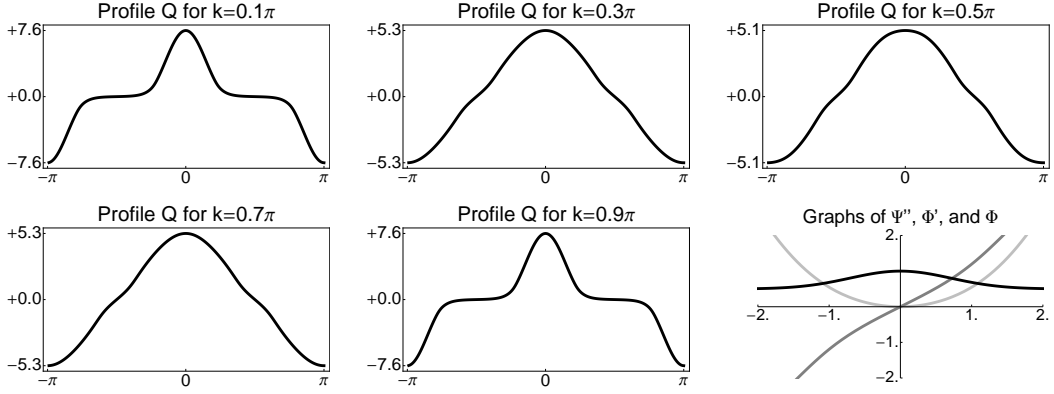 Profile Q for k=0.1π
+7.6
+0.0
−7.6
−π
0
π
Profile Q for k=0.3π
+5.3
+0.0
−5.3
−π
0
π
Profile Q for k=0.5π
+5.1
+0.0
−5.1
−π
0
π
Profile Q for k=0.7π
+5.3
+0.0
−5.3
−π
0
π
Profile Q for k=0.9π
+7.6
+0.0
−7.6
−π
0
π
Graphs of Ψ'', Φ', and Φ
2.
−2.
−1.
1.
2.
−1.
−2.